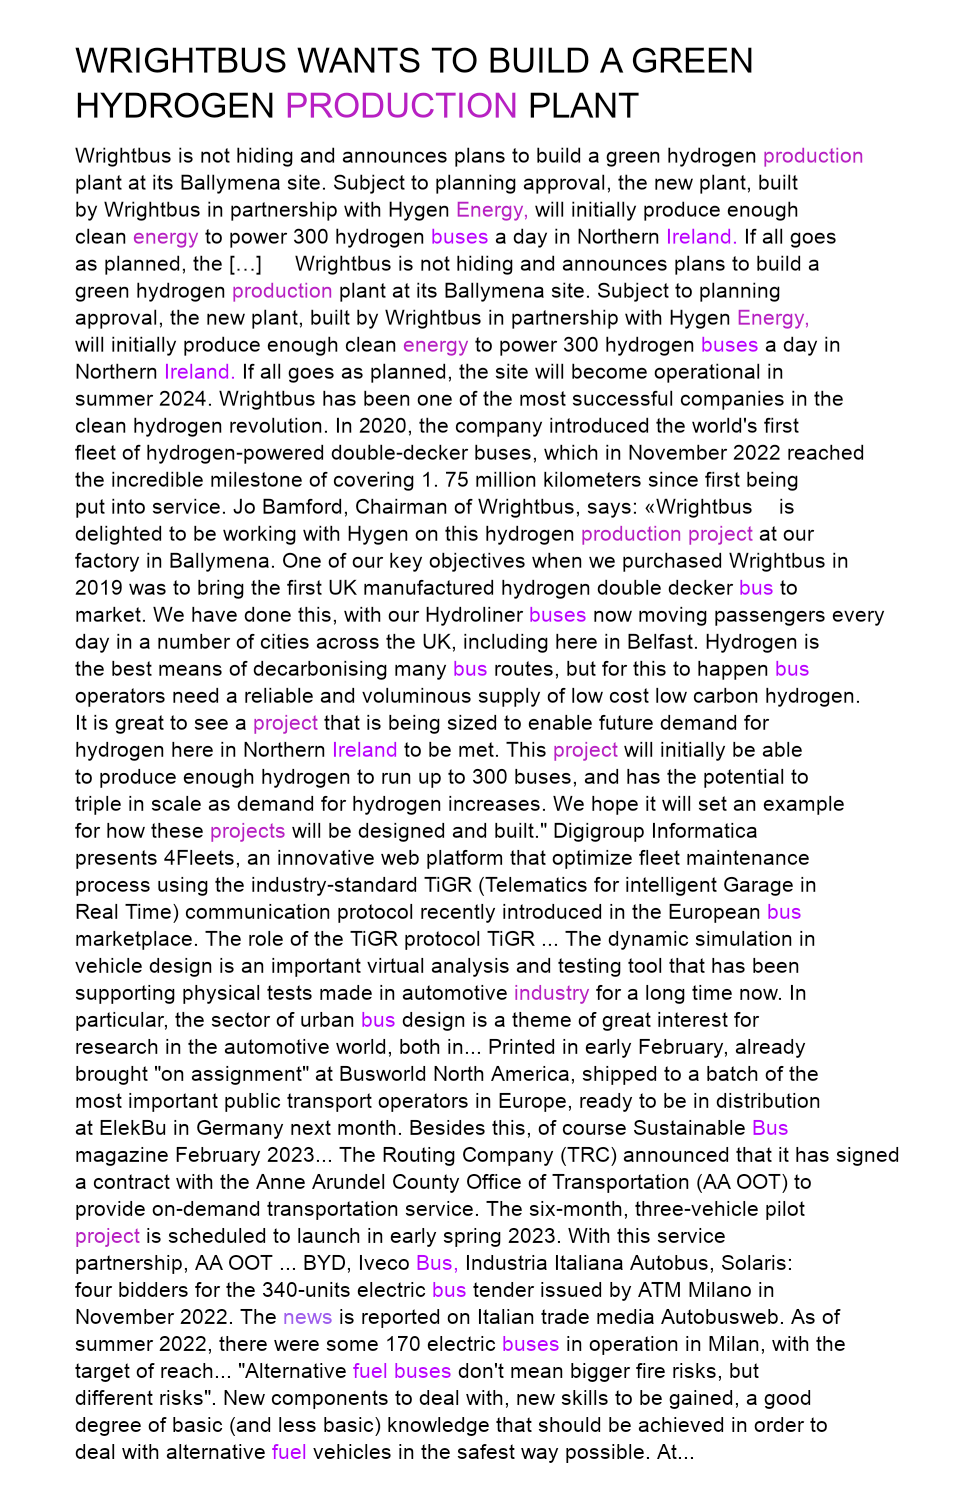 WRIGHTBUS WANTS TO BUILD A GREEN
HYDROGEN PRODUCTION PLANT
Wrightbus is not hiding and announces plans to build a green hydrogen production
plant at its Ballymena site. Subject to planning approval, the new plant, built
by Wrightbus in partnership with Hygen Energy, will initially produce enough
clean energy to power 300 hydrogen buses a day in Northern Ireland. If all goes
as planned, the […] Wrightbus is not hiding and announces plans to build a
green hydrogen production plant at its Ballymena site. Subject to planning
approval, the new plant, built by Wrightbus in partnership with Hygen Energy,
will initially produce enough clean energy to power 300 hydrogen buses a day in
Northern Ireland. If all goes as planned, the site will become operational in
summer 2024. Wrightbus has been one of the most successful companies in the
clean hydrogen revolution. In 2020, the company introduced the world's first
fleet of hydrogen-powered double-decker buses, which in November 2022 reached
the incredible milestone of covering 1. 75 million kilometers since first being
put into service. Jo Bamford, Chairman of Wrightbus, says: «Wrightbus is
delighted to be working with Hygen on this hydrogen production project at our
factory in Ballymena. One of our key objectives when we purchased Wrightbus in
2019 was to bring the first UK manufactured hydrogen double decker bus to
market. We have done this, with our Hydroliner buses now moving passengers every
day in a number of cities across the UK, including here in Belfast. Hydrogen is
the best means of decarbonising many bus routes, but for this to happen bus
operators need a reliable and voluminous supply of low cost low carbon hydrogen.
It is great to see a project that is being sized to enable future demand for
hydrogen here in Northern Ireland to be met. This project will initially be able
to produce enough hydrogen to run up to 300 buses, and has the potential to
triple in scale as demand for hydrogen increases. We hope it will set an example
for how these projects will be designed and built." Digigroup Informatica
presents 4Fleets, an innovative web platform that optimize fleet maintenance
process using the industry-standard TiGR (Telematics for intelligent Garage in
Real Time) communication protocol recently introduced in the European bus
marketplace. The role of the TiGR protocol TiGR ... The dynamic simulation in
vehicle design is an important virtual analysis and testing tool that has been
supporting physical tests made in automotive industry for a long time now. In
particular, the sector of urban bus design is a theme of great interest for
research in the automotive world, both in... Printed in early February, already
brought "on assignment" at Busworld North America, shipped to a batch of the
most important public transport operators in Europe, ready to be in distribution
at ElekBu in Germany next month. Besides this, of course Sustainable Bus
magazine February 2023... The Routing Company (TRC) announced that it has signed
a contract with the Anne Arundel County Office of Transportation (AA OOT) to
provide on-demand transportation service. The six-month, three-vehicle pilot
project is scheduled to launch in early spring 2023. With this service
partnership, AA OOT ... BYD, Iveco Bus, Industria Italiana Autobus, Solaris:
four bidders for the 340-units electric bus tender issued by ATM Milano in
November 2022. The news is reported on Italian trade media Autobusweb. As of
summer 2022, there were some 170 electric buses in operation in Milan, with the
target of reach... "Alternative fuel buses don't mean bigger fire risks, but
different risks". New components to deal with, new skills to be gained, a good
degree of basic (and less basic) knowledge that should be achieved in order to
deal with alternative fuel vehicles in the safest way possible. At...